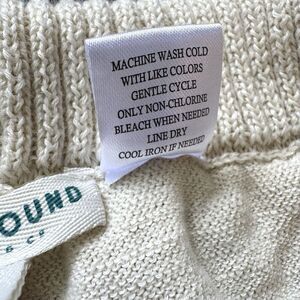 MACHINE WASH COLD
WITH LIKE COLORS
GENTLE CYCLE
ONLY NON-CHLORINE
BLEACH WHEN NEEDED
LINE DRY
COOL IRON IF NEEDED
OUND
& CO